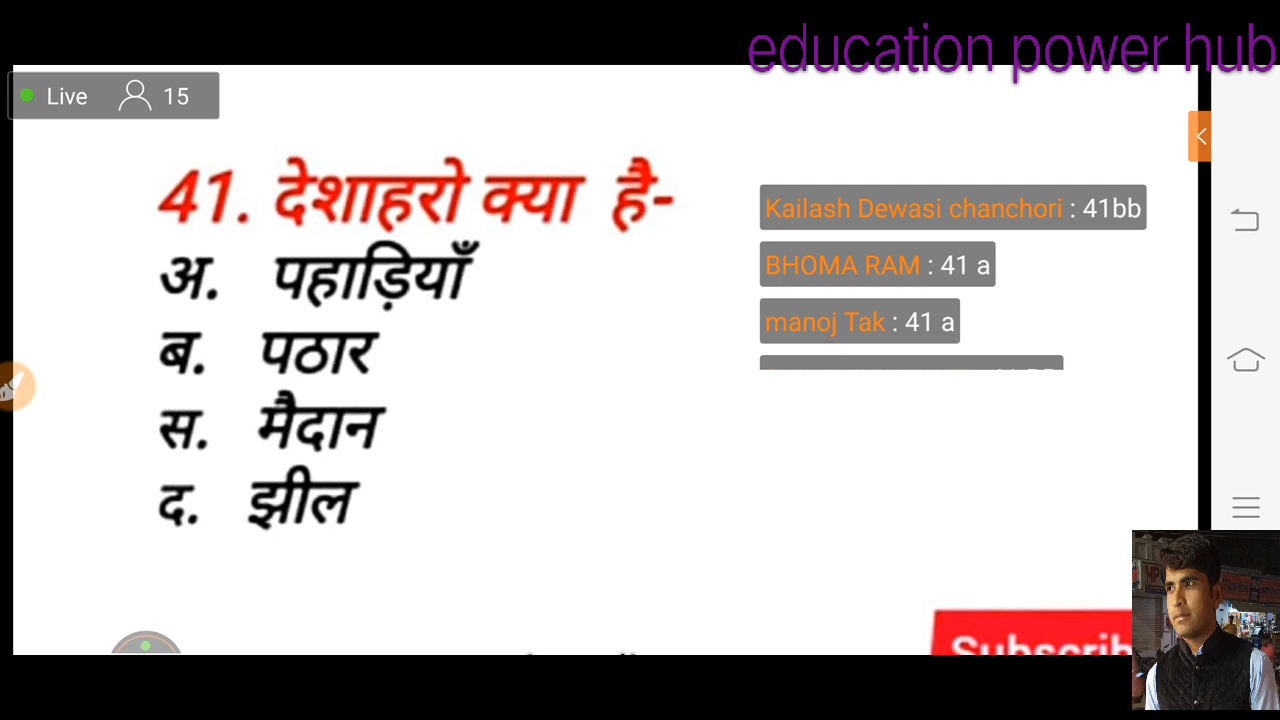 education power hub
Live 15
41. देशाहरो क्या है-
अ. पहाड़ियाँ
ब. पठार
स. मैदान
द. झील
Kailash Dewasi chanchori : 41bb
BHOMA RAM : 41 a
manoj Tak : 41 a